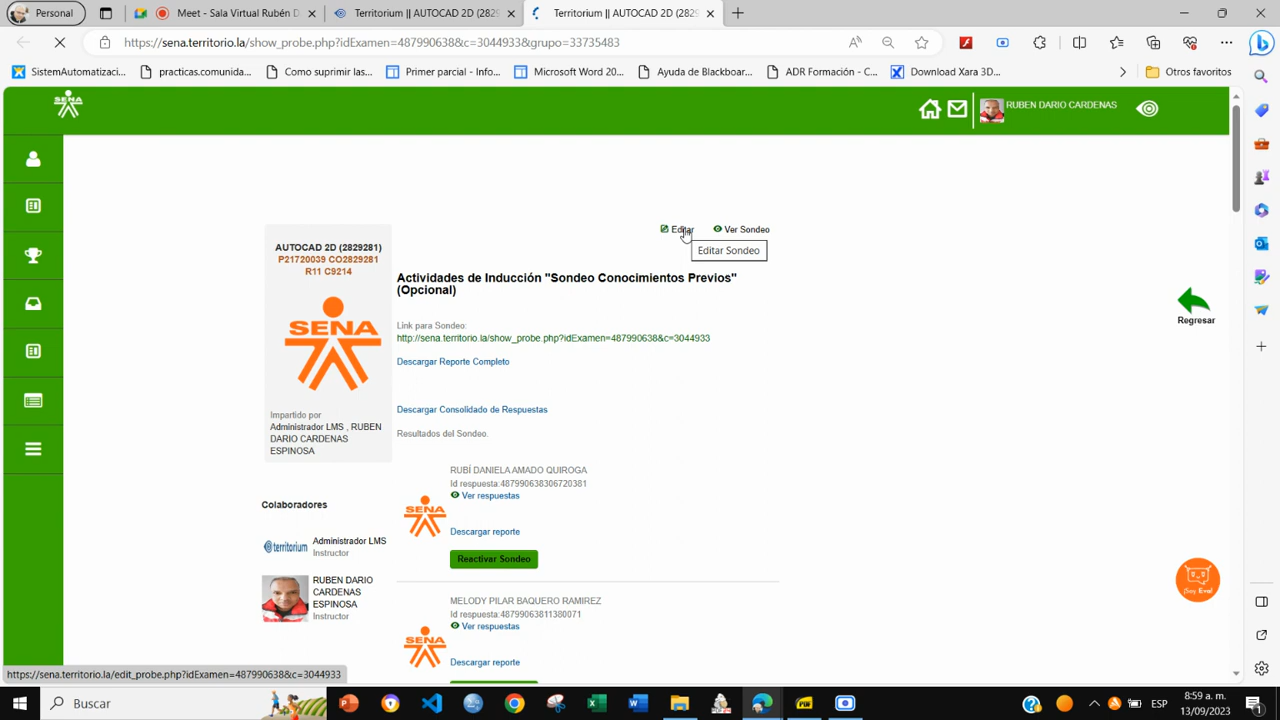 Personal
Meet - Sala Virtual Rubén D
Territorium || AUTOCAD 2D (2829
Territorium || AUTOCAD 2D (2829
https://sena.territorio.la/show_probe.php?idExamen=487990638&c=3044933&grupo=33735483
SistemAutomatizaci...
practicas.comunida...
Como suprimir las...
Primer parcial - Info...
Microsoft Word 20...
Ayuda de Blackboar...
ADR Formación - C...
Download Xara 3D...
Otros favoritos
SENA
RUBEN DARIO CARDENAS
Editar
Ver Sondeo
Editar Sondeo
AUTOCAD 2D (2829281)
P21720039 CO2829281
R11 C9214
SENA
Impartido por
Administrador LMS , RUBEN
DARIO CARDENAS
ESPINOSA
Colaboradores
territorium
Administrador LMS
Instructor
RUBEN DARIO
CARDENAS
ESPINOSA
Instructor
Actividades de Inducción "Sondeo Conocimientos Previos"
(Opcional)
Link para Sondeo:
http://sena.territorio.la/show_probe.php?idExamen=487990638&c=3044933
Descargar Reporte Completo
Descargar Consolidado de Respuestas
Resultados del Sondeo:
RUBÍ DANIELA AMADO QUIROGA
Id respuesta:487990638306720381
Ver respuestas
SENA
Descargar reporte
Reactivar Sondeo
MELODY PILAR BAQUERO RAMIREZ
Id respuesta:48799063811380071
Ver respuestas
SENA
Descargar reporte
Regresar
https://sena.territorio.la/edit_probe.php?idExamen=487990638&c=3044933
Buscar
ESP
8:59 a. m.
13/09/2023